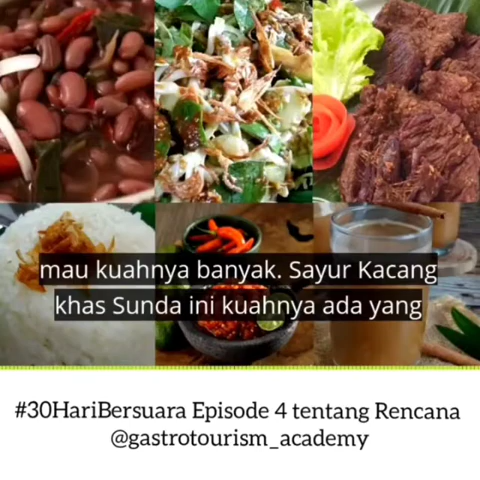 mau kuahnya banyak. Sayur Kacang
khas Sunda ini kuahnya ada yang
#30HariBersuara Episode 4 tentang Rencana
@gastrotourism_academy